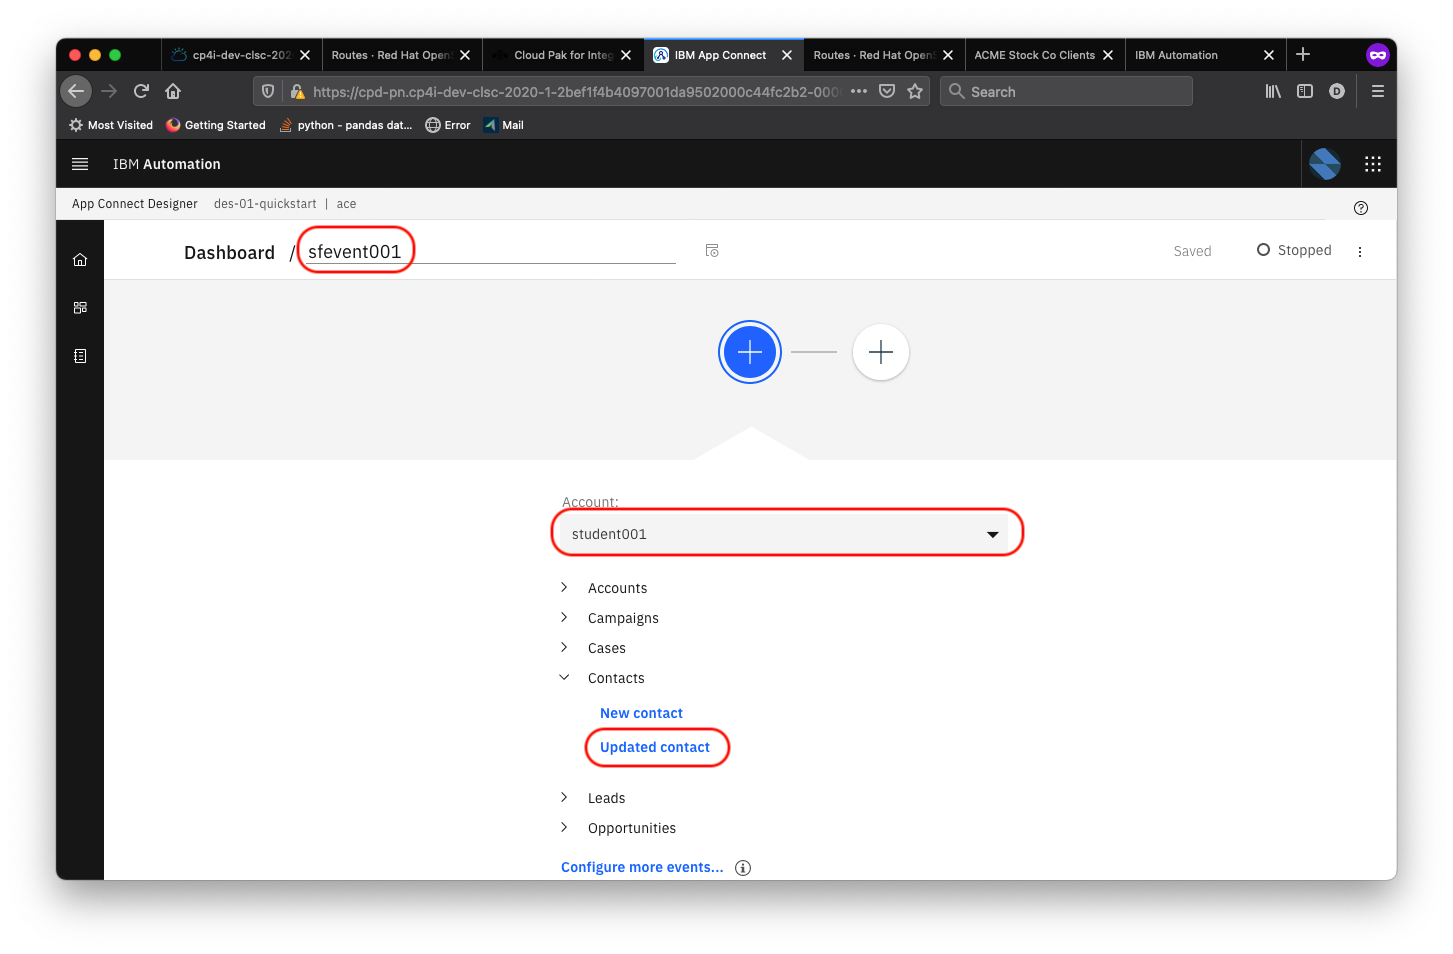 cp4i-dev-clsc-202
Routes · Red Hat Open
Cloud Pak for Integ
IBM App Connect
Routes · Red Hat Open
ACME Stock Co Clients
IBM Automation
https://cpd-pn.cp4i-dev-clsc-2020-1-2bef1f4b4097001da9502000c44fc2b2-000
Search
D
Most Visited
Getting Started
python - pandas dat...
Error
Mail
IBM Automation
App Connect Designer des-01-quickstart | ace
Dashboard / sfevent001
Saved
Stopped
Account:
student001
Accounts
Campaigns
Cases
Contacts
New contact
Updated contact
Leads
Opportunities
Configure more events...